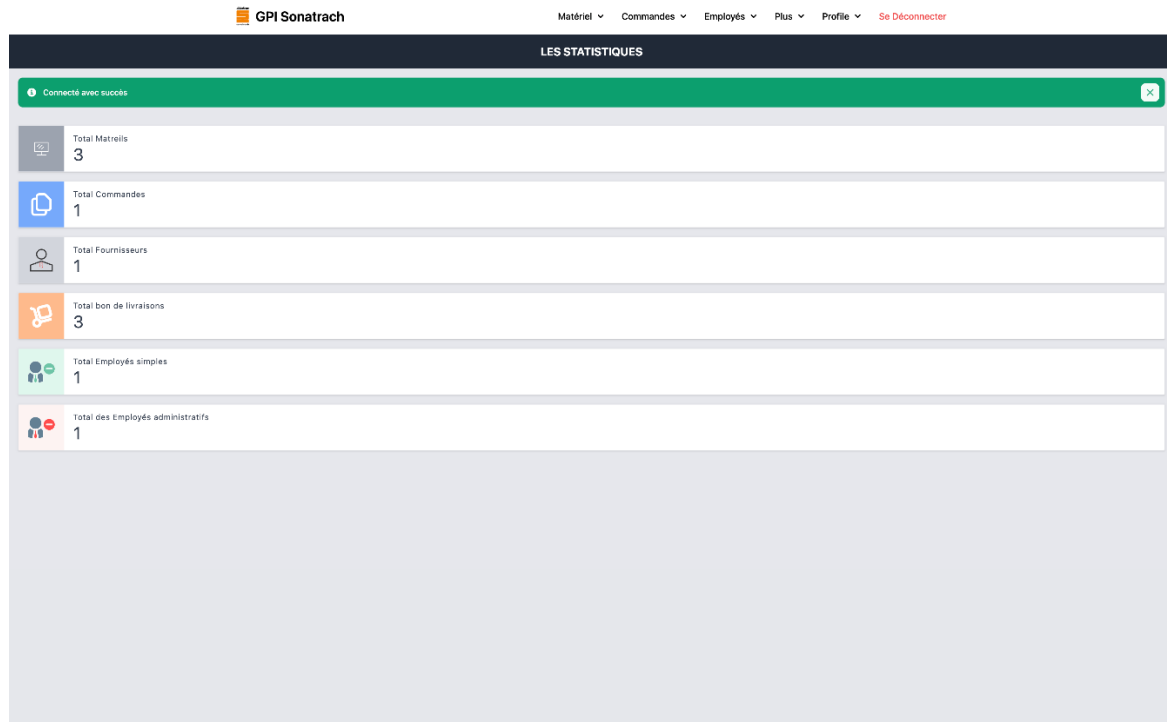 GPI Sonatrach
Matériel
Commandes
Employés
Plus
Profile
Se Déconnecter
LES STATISTIQUES
Connecté avec succès
Total Matreils
3
Total Commandes
1
Total Fournisseurs
1
Total bon de livraisons
3
Total Employés simples
1
Total des Employés administratifs
1